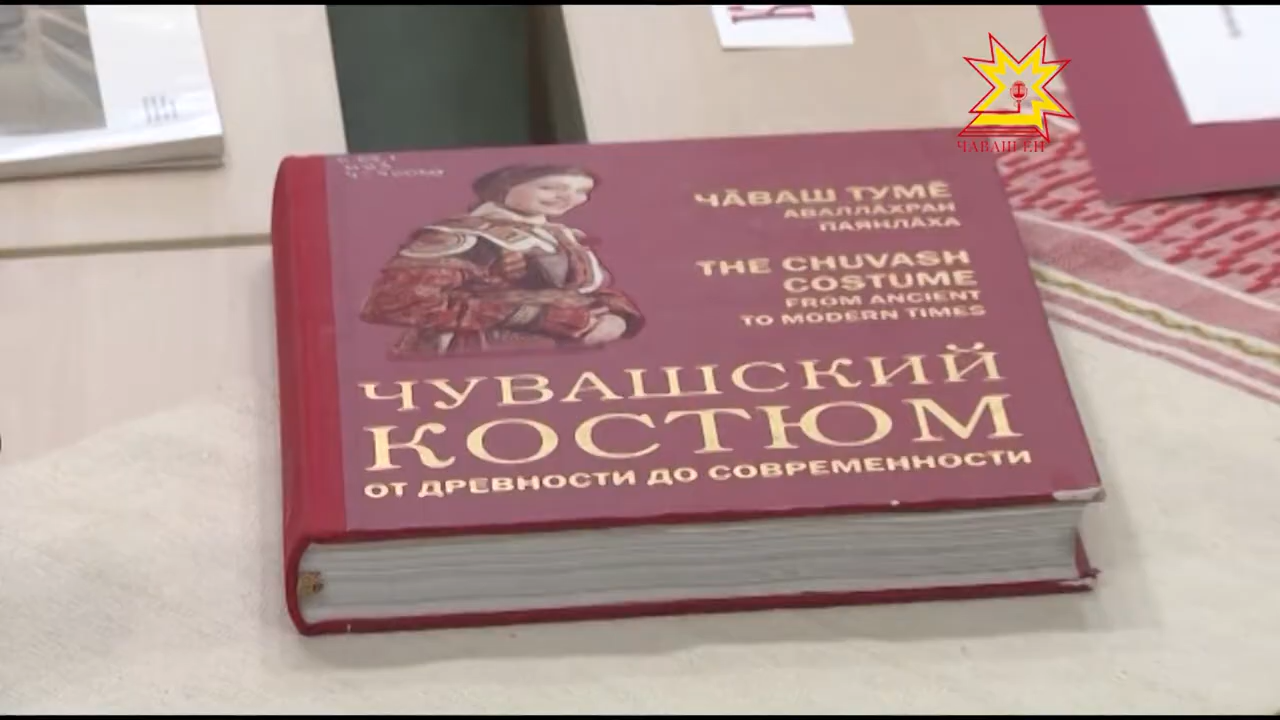 ЧӐВАШ ТУМӖ
АВАЛЛӐХРАН
ПАЯНЛӐХА
THE CHUVASH
COSTUME
FROM ANCIENT
TO MODERN TIMES
ЧУВАШСКИЙ
КОСТЮМ
ОТ ДРЕВНОСТИ ДО СОВРЕМЕННОСТИ
ЧӐВАШ ЕН